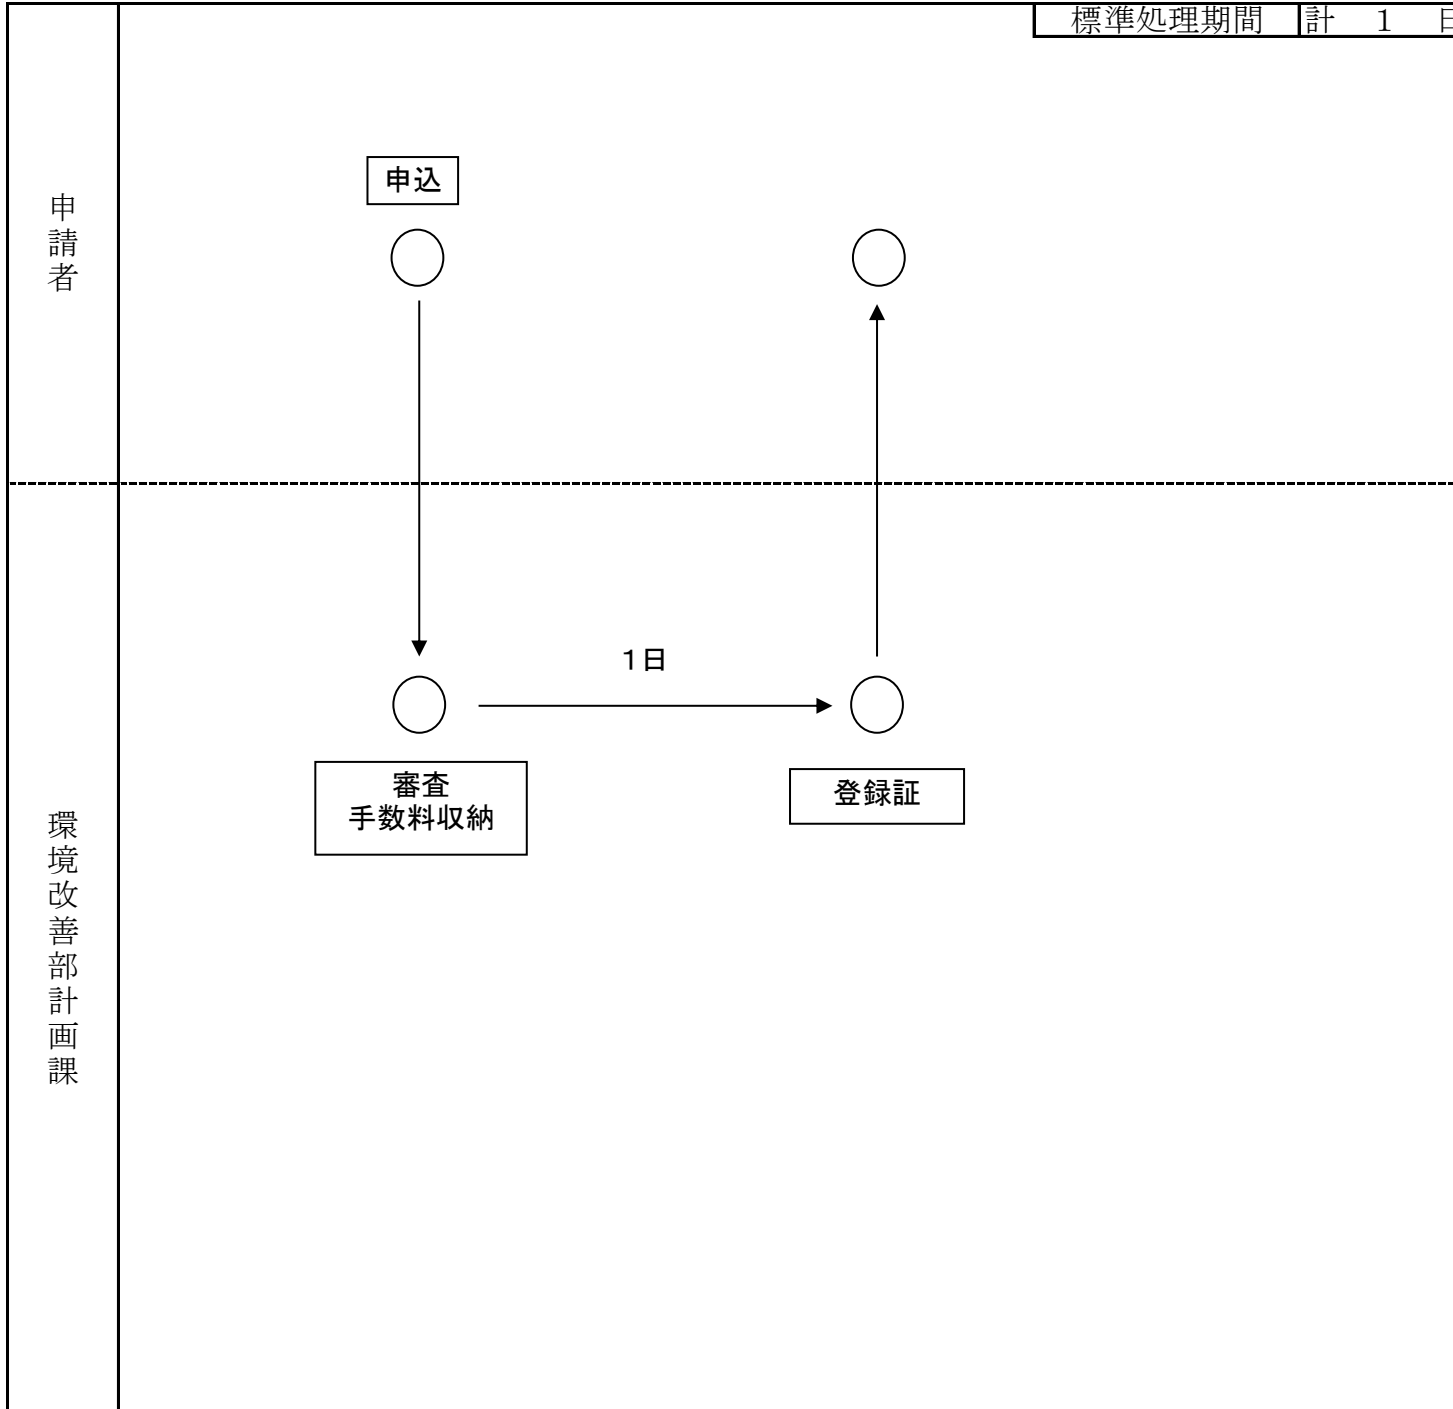 標準処理期間 計 1 日
申請者
申込
1日
審査
手数料収納
登録証
環境改善部計画課